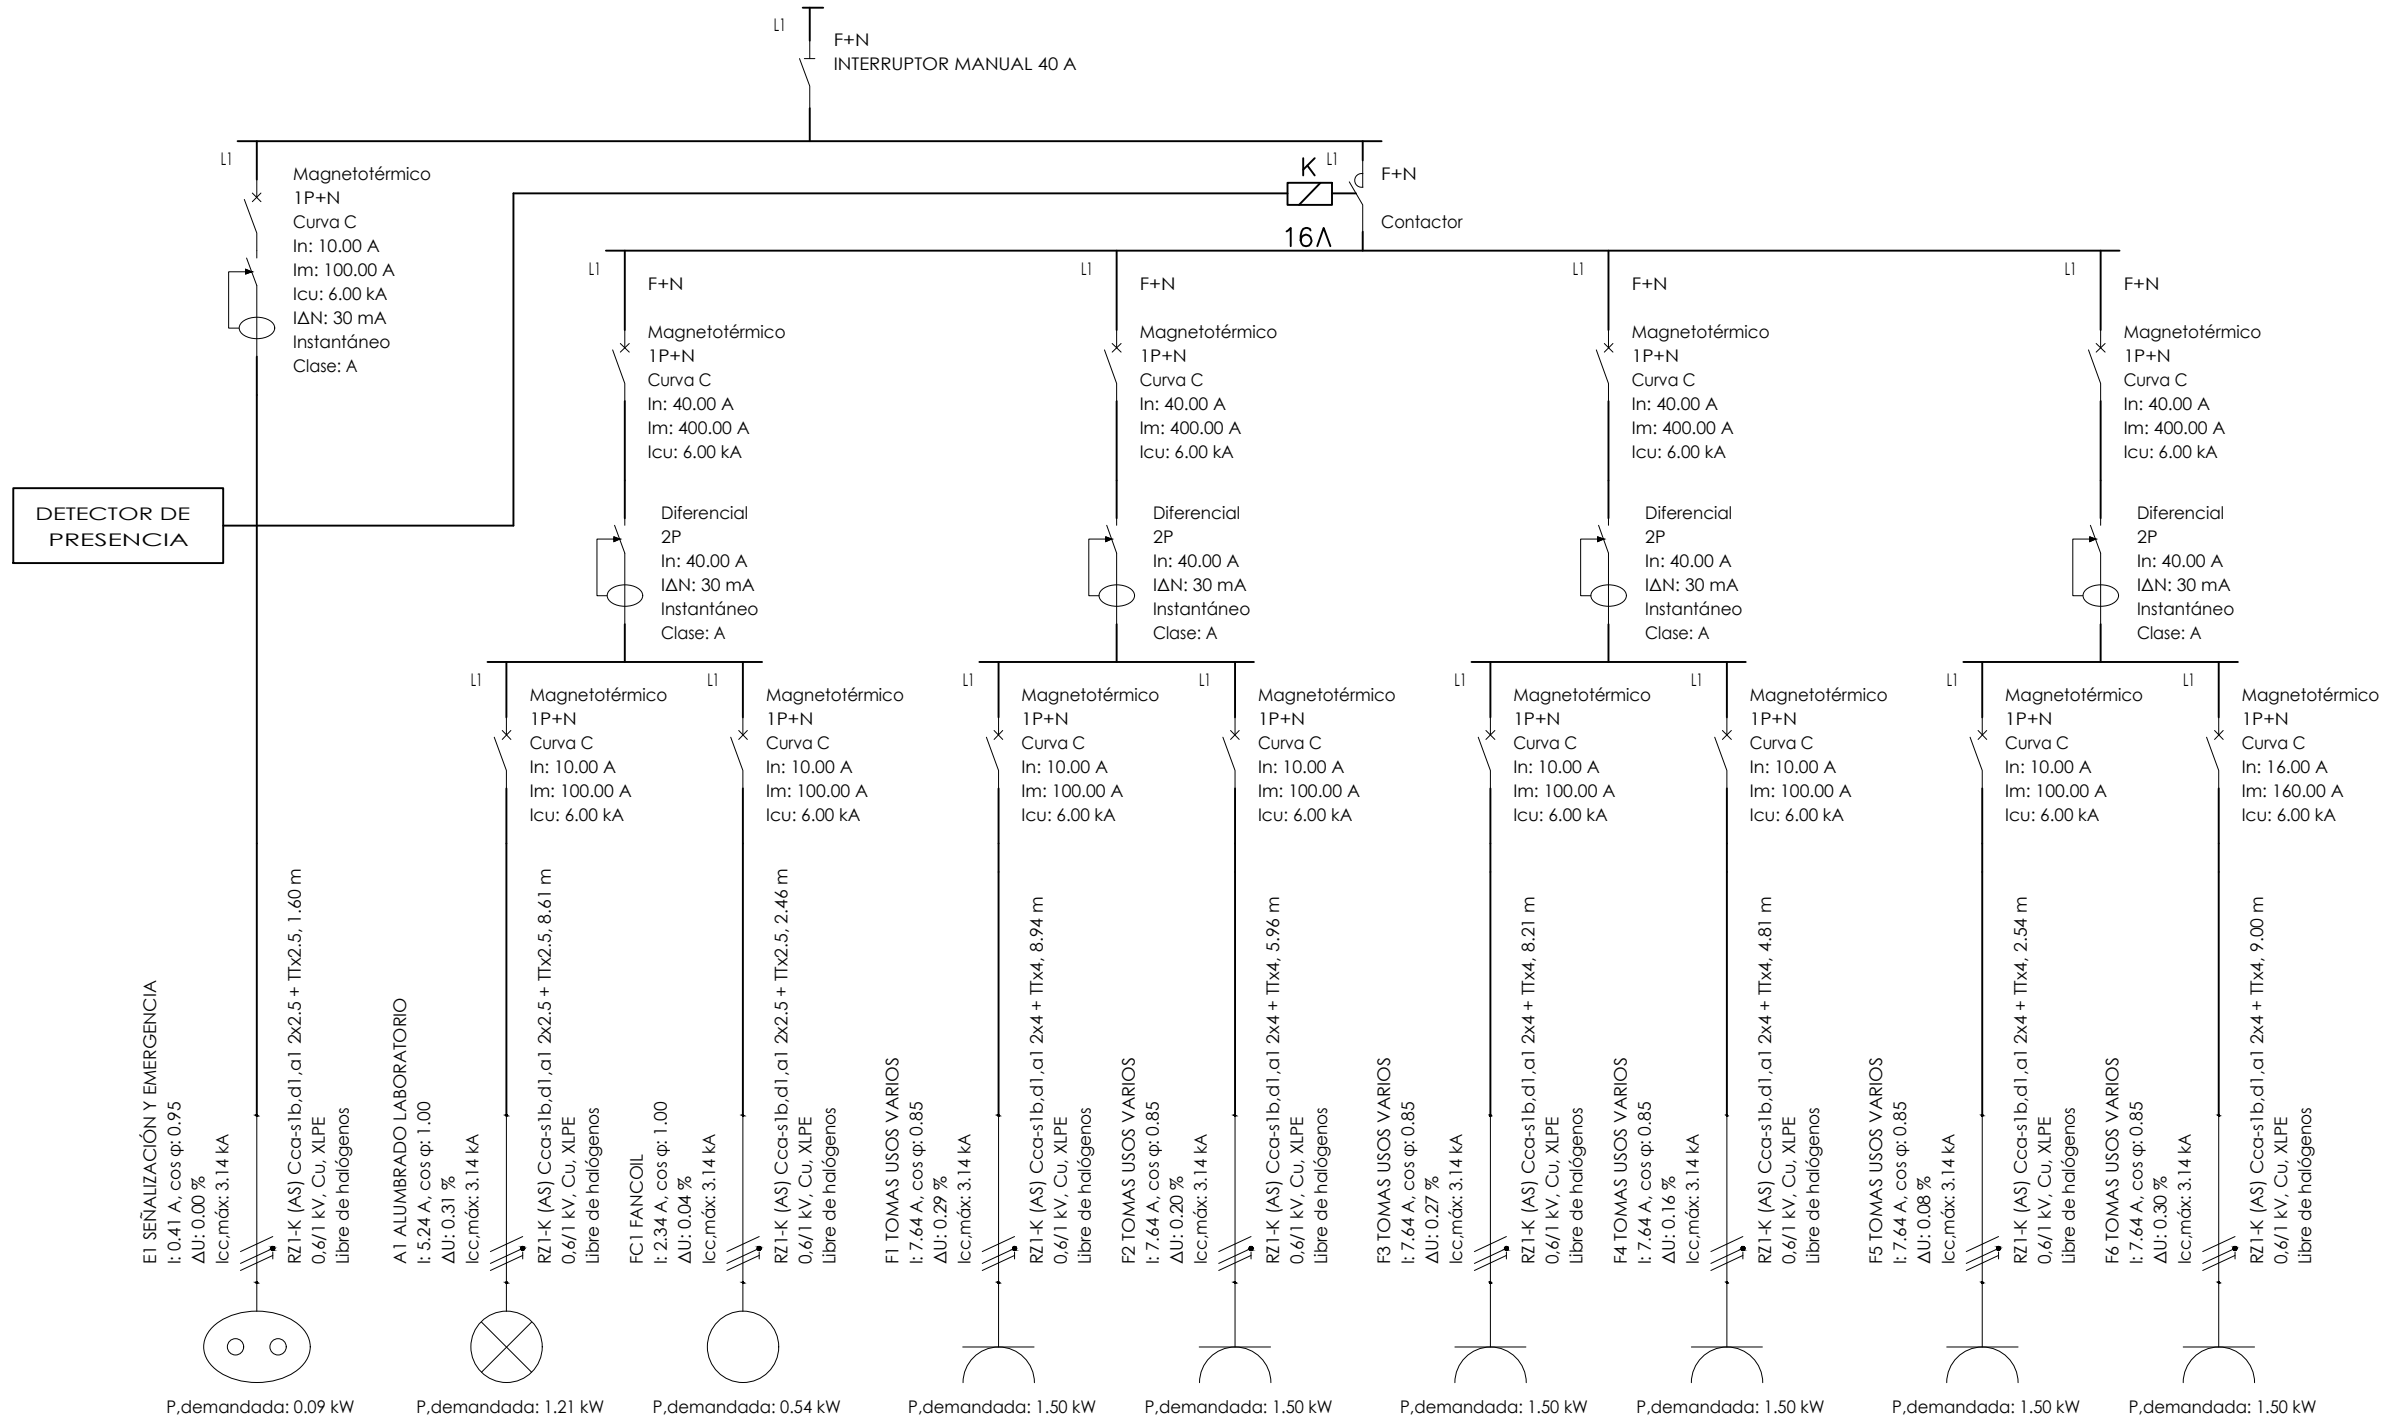 L1
F+N
INTERRUPTOR MANUAL 40 A
L1
Magnetotérmico
1P+N
Curva C
In: 10.00 A
Im: 100.00 A
Icu: 6.00 kA
IΔN: 30 mA
Instantáneo
Clase: A
K
L1
F+N
Contactor
16A
DETECTOR DE
PRESENCIA
L1
F+N
Magnetotérmico
1P+N
Curva C
In: 40.00 A
Im: 400.00 A
Icu: 6.00 kA
Diferencial
2P
In: 40.00 A
IΔN: 30 mA
Instantáneo
Clase: A
L1
F+N
Magnetotérmico
1P+N
Curva C
In: 40.00 A
Im: 400.00 A
Icu: 6.00 kA
Diferencial
2P
In: 40.00 A
IΔN: 30 mA
Instantáneo
Clase: A
L1
F+N
Magnetotérmico
1P+N
Curva C
In: 40.00 A
Im: 400.00 A
Icu: 6.00 kA
Diferencial
2P
In: 40.00 A
IΔN: 30 mA
Instantáneo
Clase: A
L1
F+N
Magnetotérmico
1P+N
Curva C
In: 40.00 A
Im: 400.00 A
Icu: 6.00 kA
Diferencial
2P
In: 40.00 A
IΔN: 30 mA
Instantáneo
Clase: A
L1
Magnetotérmico
1P+N
Curva C
In: 10.00 A
Im: 100.00 A
Icu: 6.00 kA
L1
Magnetotérmico
1P+N
Curva C
In: 10.00 A
Im: 100.00 A
Icu: 6.00 kA
L1
Magnetotérmico
1P+N
Curva C
In: 10.00 A
Im: 100.00 A
Icu: 6.00 kA
L1
Magnetotérmico
1P+N
Curva C
In: 10.00 A
Im: 100.00 A
Icu: 6.00 kA
L1
Magnetotérmico
1P+N
Curva C
In: 10.00 A
Im: 100.00 A
Icu: 6.00 kA
L1
Magnetotérmico
1P+N
Curva C
In: 10.00 A
Im: 100.00 A
Icu: 6.00 kA
L1
Magnetotérmico
1P+N
Curva C
In: 10.00 A
Im: 100.00 A
Icu: 6.00 kA
L1
Magnetotérmico
1P+N
Curva C
In: 16.00 A
Im: 160.00 A
Icu: 6.00 kA
E1 SEÑALIZACIÓN Y EMERGENCIA
I: 0.41 A, cos φ: 0.95
ΔU: 0.00 %
Icc,máx: 3.14 kA
RZ1-K (AS) Cca-s1b,d1,a1 2x2.5 + TTx2.5, 1.60 m
0,6/1 kV, Cu, XLPE
Libre de halógenos
P,demandada: 0.09 kW
A1 ALUMBRADO LABORATORIO
I: 5.24 A, cos φ: 1.00
ΔU: 0.31 %
Icc,máx: 3.14 kA
RZ1-K (AS) Cca-s1b,d1,a1 2x2.5 + TTx2.5, 8.61 m
0,6/1 kV, Cu, XLPE
Libre de halógenos
P,demandada: 1.21 kW
FC1 FANCOIL
I: 2.34 A, cos φ: 1.00
ΔU: 0.04 %
Icc,máx: 3.14 kA
RZ1-K (AS) Cca-s1b,d1,a1 2x2.5 + TTx2.5, 2.46 m
0,6/1 kV, Cu, XLPE
Libre de halógenos
P,demandada: 0.54 kW
F1 TOMAS USOS VARIOS
I: 7.64 A, cos φ: 0.85
ΔU: 0.29 %
Icc,máx: 3.14 kA
RZ1-K (AS) Cca-s1b,d1,a1 2x4 + TTx4, 8.94 m
0,6/1 kV, Cu, XLPE
Libre de halógenos
P,demandada: 1.50 kW
F2 TOMAS USOS VARIOS
I: 7.64 A, cos φ: 0.85
ΔU: 0.20 %
Icc,máx: 3.14 kA
RZ1-K (AS) Cca-s1b,d1,a1 2x4 + TTx4, 5.96 m
0,6/1 kV, Cu, XLPE
Libre de halógenos
P,demandada: 1.50 kW
F3 TOMAS USOS VARIOS
I: 7.64 A, cos φ: 0.85
ΔU: 0.27 %
Icc,máx: 3.14 kA
RZ1-K (AS) Cca-s1b,d1,a1 2x4 + TTx4, 8.21 m
0,6/1 kV, Cu, XLPE
Libre de halógenos
P,demandada: 1.50 kW
F4 TOMAS USOS VARIOS
I: 7.64 A, cos φ: 0.85
ΔU: 0.16 %
Icc,máx: 3.14 kA
RZ1-K (AS) Cca-s1b,d1,a1 2x4 + TTx4, 4.81 m
0,6/1 kV, Cu, XLPE
Libre de halógenos
P,demandada: 1.50 kW
F5 TOMAS USOS VARIOS
I: 7.64 A, cos φ: 0.85
ΔU: 0.08 %
Icc,máx: 3.14 kA
RZ1-K (AS) Cca-s1b,d1,a1 2x4 + TTx4, 2.54 m
0,6/1 kV, Cu, XLPE
Libre de halógenos
P,demandada: 1.50 kW
F6 TOMAS USOS VARIOS
I: 7.64 A, cos φ: 0.85
ΔU: 0.30 %
Icc,máx: 3.14 kA
RZ1-K (AS) Cca-s1b,d1,a1 2x4 + TTx4, 9.00 m
0,6/1 kV, Cu, XLPE
Libre de halógenos
P,demandada: 1.50 kW